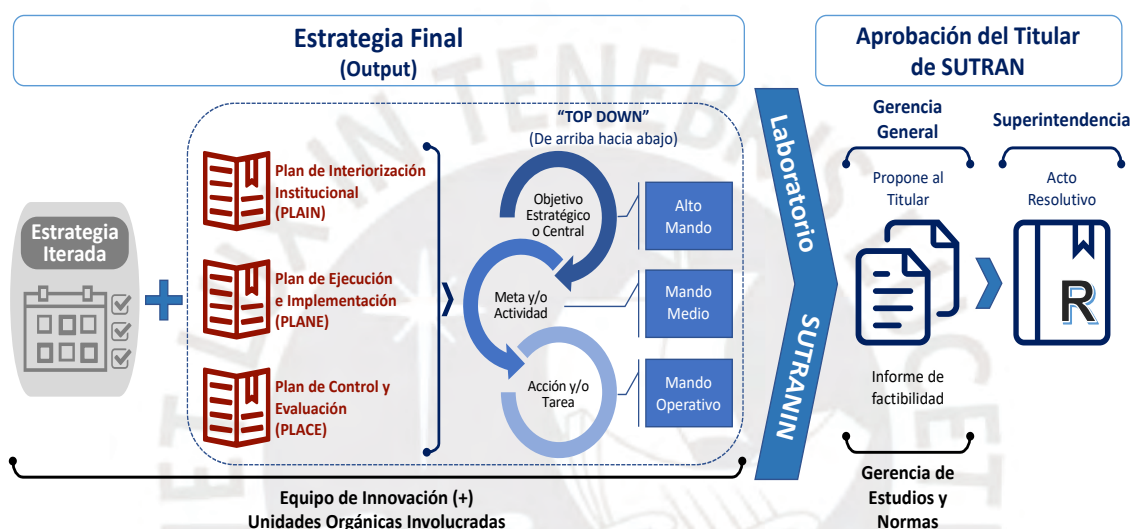 Estrategia Final
(Output)
Aprobación del Titular
de SUTRAN
Estrategia
Iterada
Plan de Interiorización
Institucional
(PLAIN)
Plan de Ejecución
e Implementación
(PLANE)
Plan de Control y
Evaluación
(PLACE)
“TOP DOWN”
(De arriba hacia abajo)
Objetivo
Estratégico
o Central
Alto
Mando
Meta y/o
Actividad
Mando
Medio
Acción y/o
Tarea
Mando
Operativo
Laboratorio
SUTRANIN
Gerencia
General
Propone al
Titular
Informe de
factibilidad
Gerencia de
Estudios y
Normas
Superintendencia
Acto
Resolutivo
R
Equipo de Innovación (+)
Unidades Orgánicas Involucradas